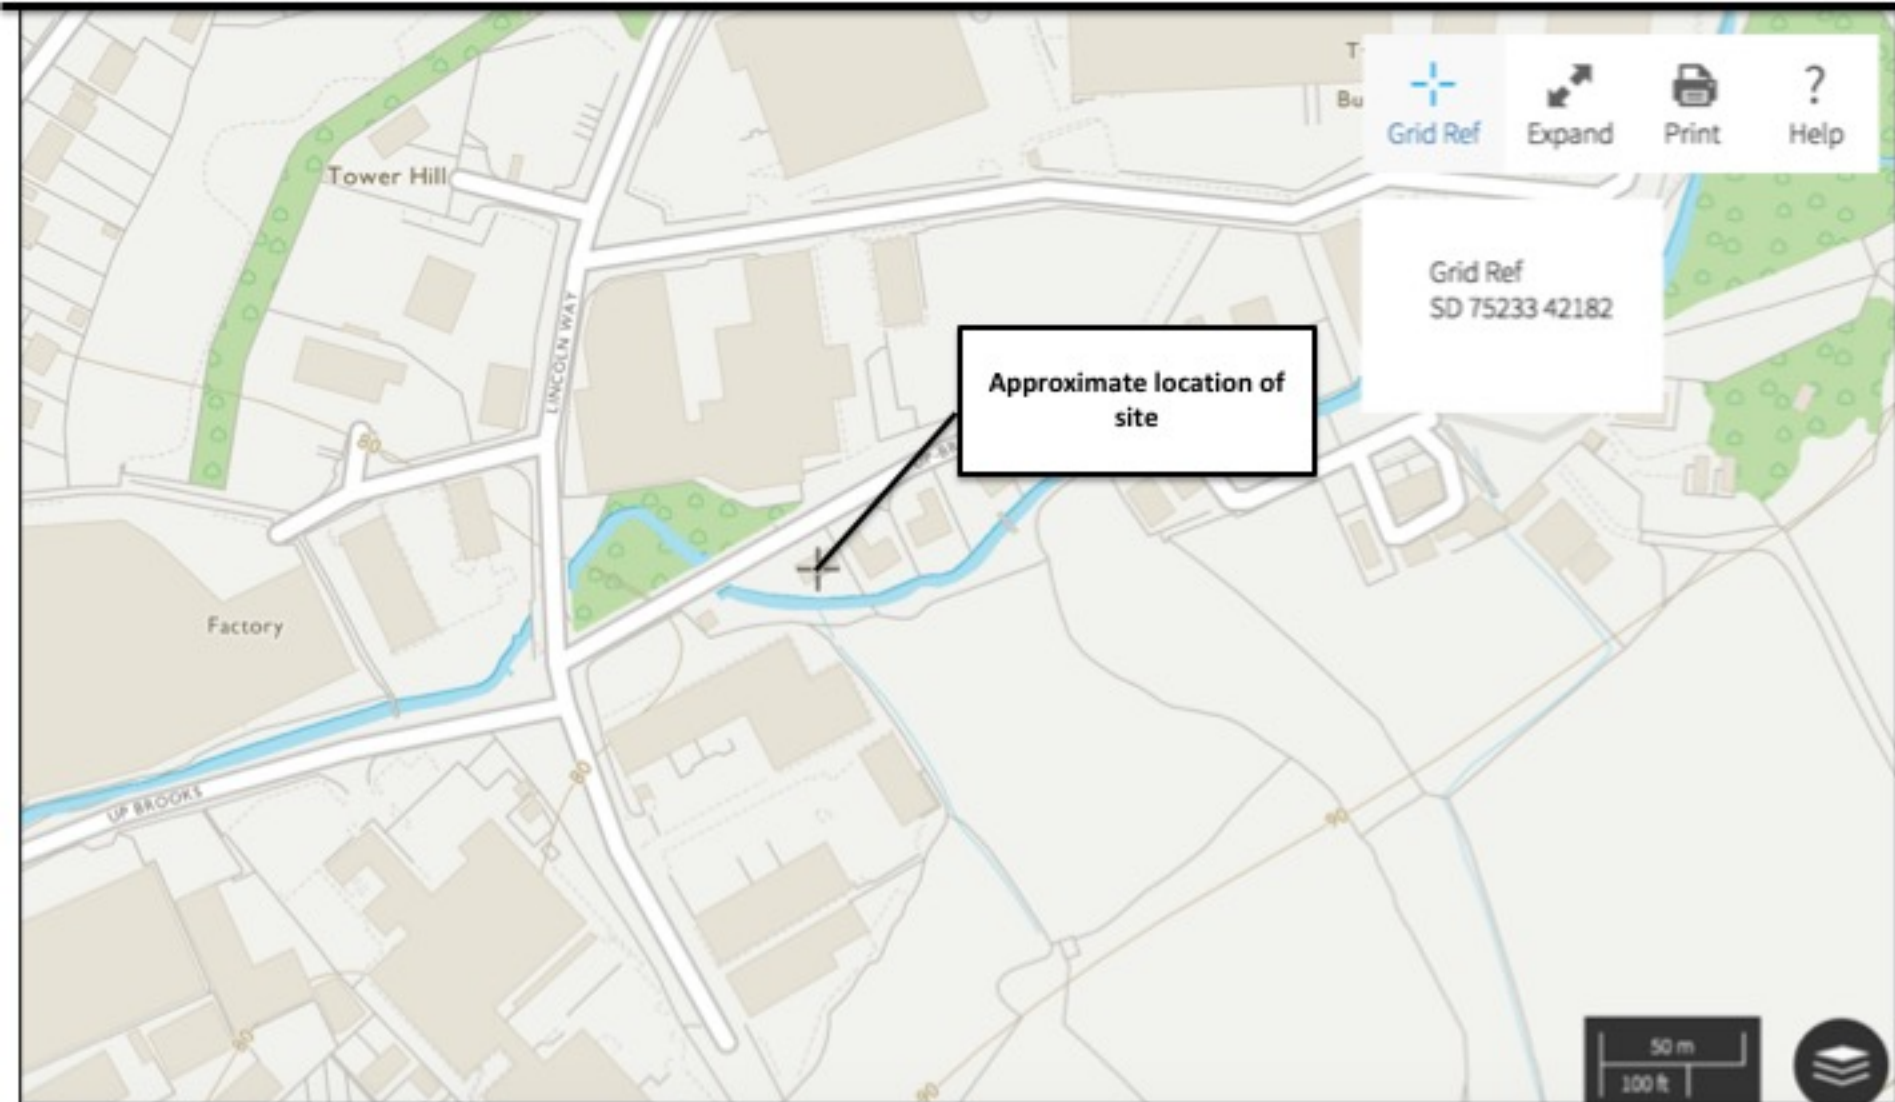 Grid Ref
Expand
Print
?
Help
Tower Hill
Grid Ref
SD 75233 42182
LINCOLN WAY
Approximate location of
site
80
Factory
80
UP BROOKS
90
80
90
50 m
100 ft